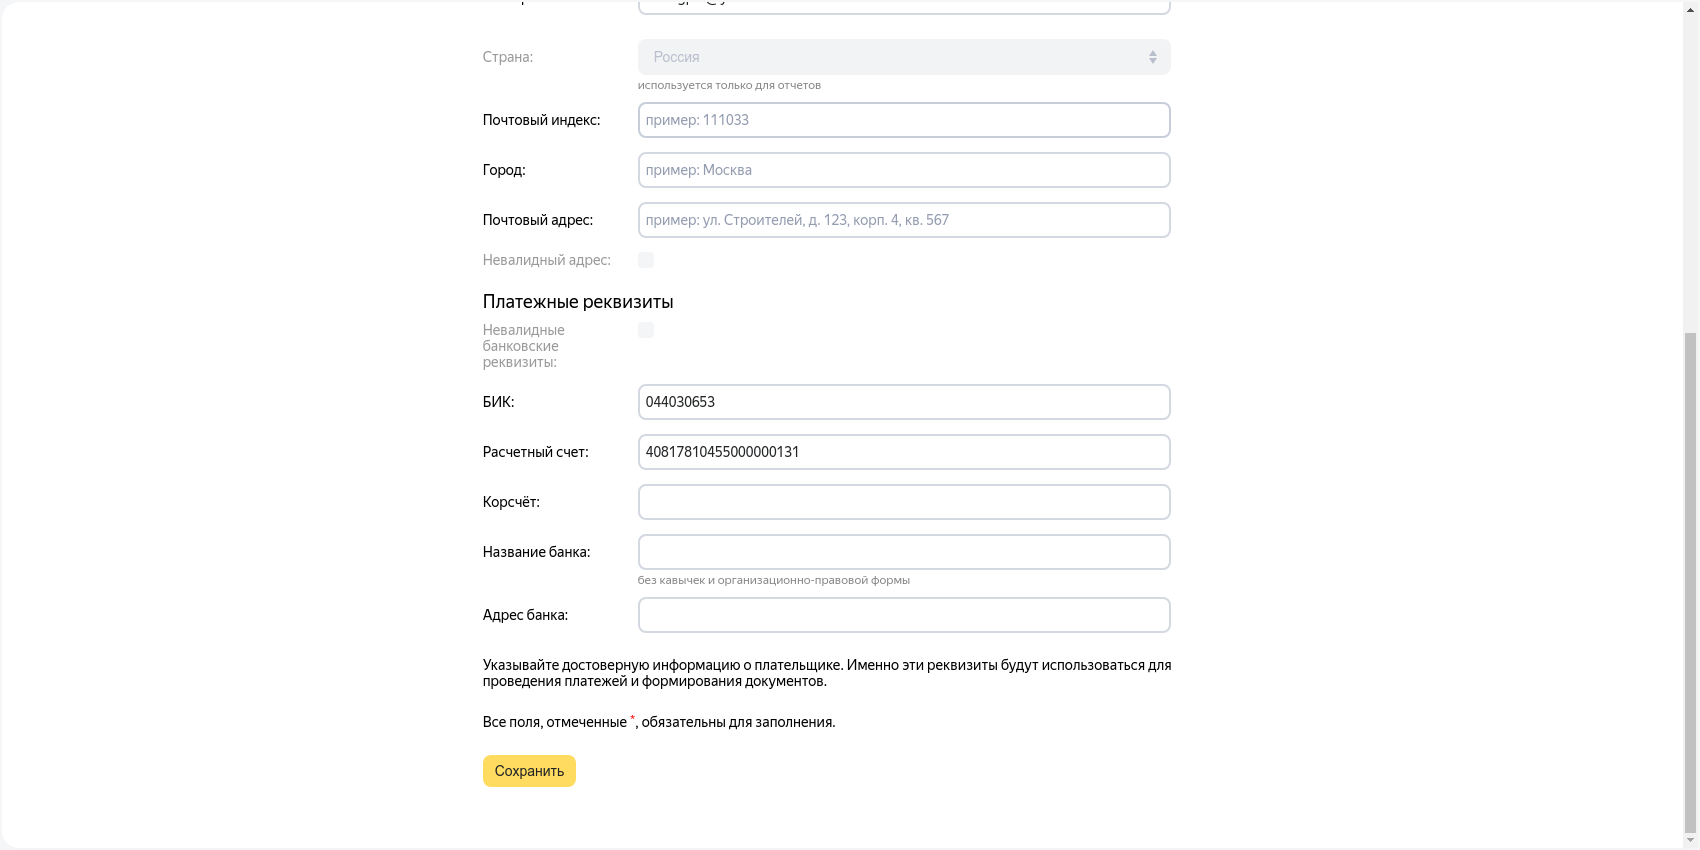 Страна:
Россия
используется только для отчетов
Почтовый индекс:
пример: 111033
Город:
пример: Москва
Почтовый адрес:
пример: ул. Строителей, д. 123, корп. 4, кв. 567
Невалидный адрес:
Платежные реквизиты
Невалидные
банковские
реквизиты:
БИК:
044030653
Расчетный счет:
40817810455000000131
Корсчёт:
Название банка:
без кавычек и организационно-правовой формы
Адрес банка:
Указывайте достоверную информацию о плательщике. Именно эти реквизиты будут использоваться для
проведения платежей и формирования документов.
Все поля, отмеченные *, обязательны для заполнения.
Сохранить